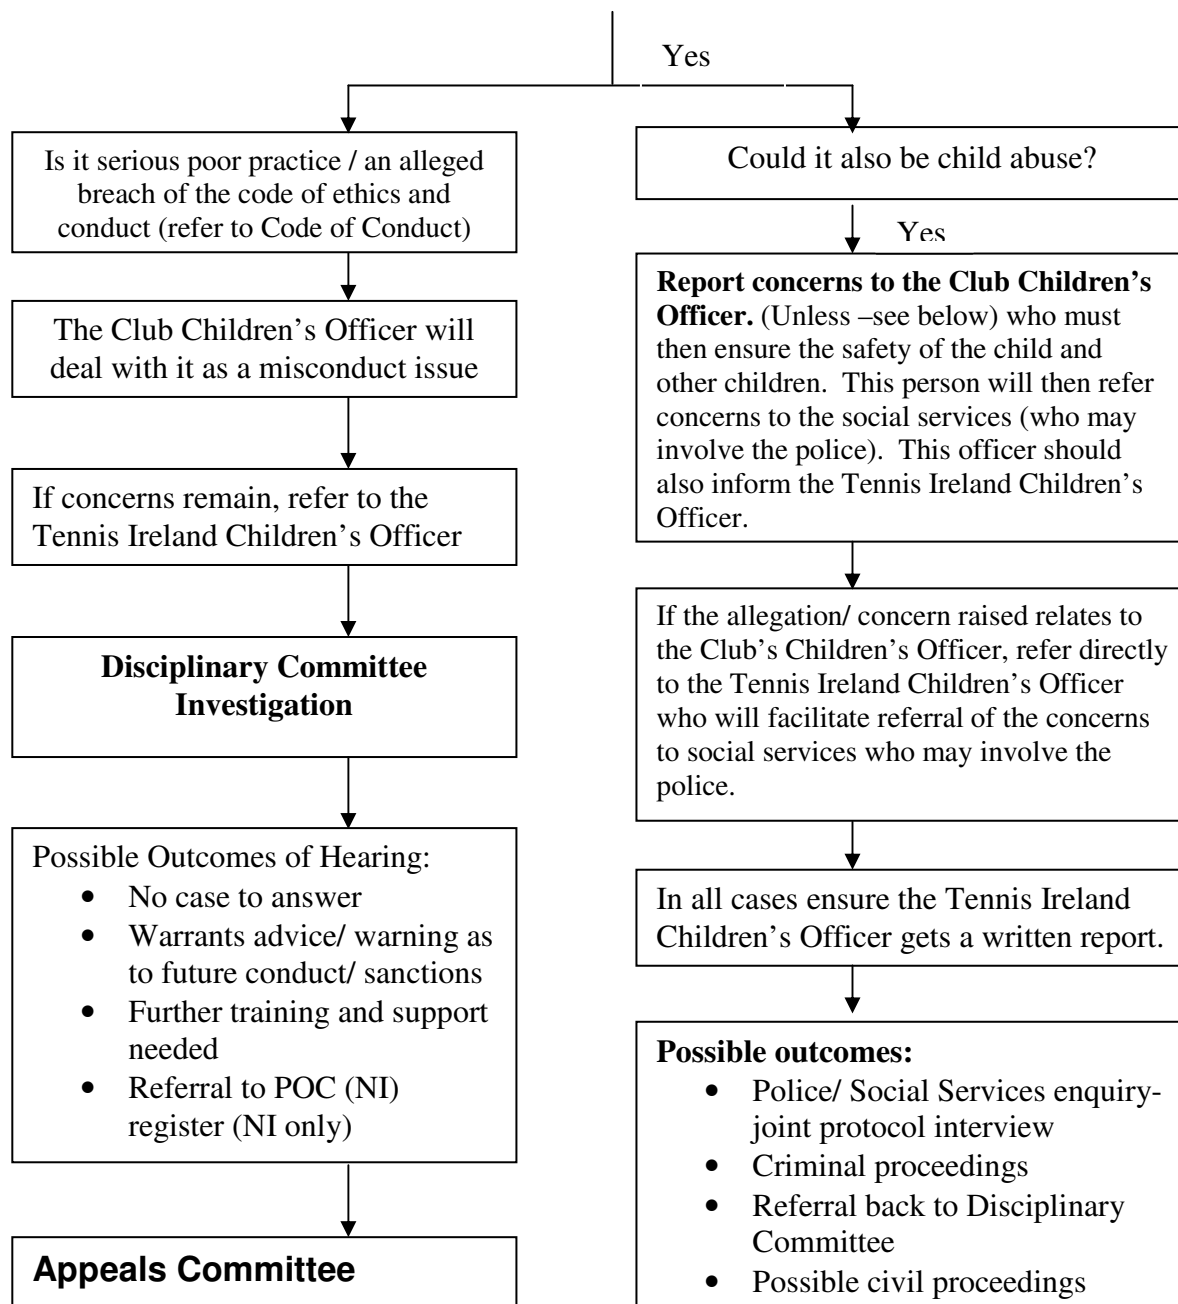 Yes
Is it serious poor practice / an alleged
breach of the code of ethics and
conduct (refer to Code of Conduct)
The Club Children’s Officer will
deal with it as a misconduct issue
If concerns remain, refer to the
Tennis Ireland Children’s Officer
Disciplinary Committee
Investigation
Possible Outcomes of Hearing:
• No case to answer
• Warrants advice/ warning as
to future conduct/ sanctions
• Further training and support
needed
• Referral to POC (NI)
register (NI only)
Appeals Committee
Could it also be child abuse?
Yes
Report concerns to the Club Children’s
Officer. (Unless –see below) who must
then ensure the safety of the child and
other children. This person will then refer
concerns to the social services (who may
involve the police). This officer should
also inform the Tennis Ireland Children’s
Officer.
If the allegation/ concern raised relates to
the Club’s Children’s Officer, refer directly
to the Tennis Ireland Children’s Officer
who will facilitate referral of the concerns
to social services who may involve the
police.
In all cases ensure the Tennis Ireland
Children’s Officer gets a written report.
Possible outcomes:
• Police/ Social Services enquiry-
joint protocol interview
• Criminal proceedings
• Referral back to Disciplinary
Committee
• Possible civil proceedings